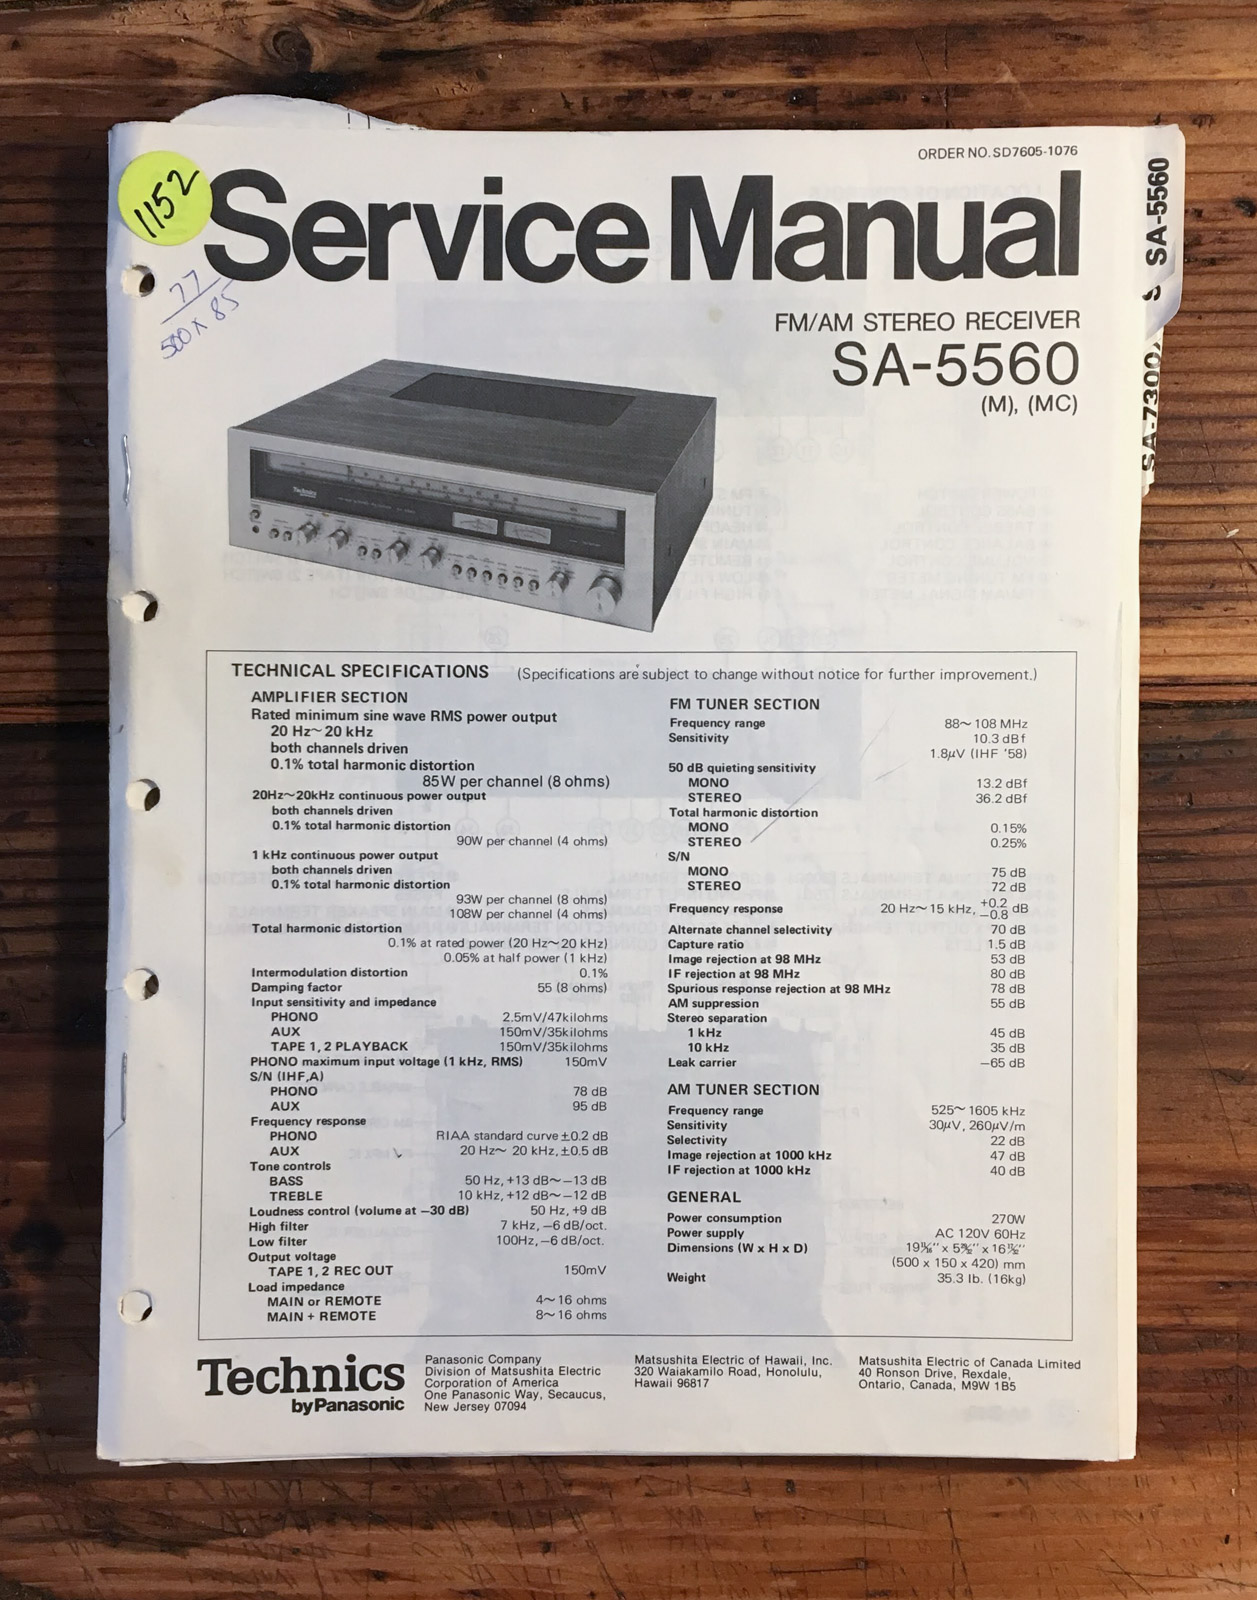 ORDER NO. SD7605-1076
1152
Service Manual
77
500 x 85
FM/AM STEREO RECEIVER
SA-5560
(M), (MC)
SA-5560
SA-7300
Technics
TECHNICAL SPECIFICATIONS (Specifications are subject to change without notice for further improvement.)
AMPLIFIER SECTION
Rated minimum sine wave RMS power output
20 Hz~20 kHz
both channels driven
0.1% total harmonic distortion
85W per channel (8 ohms)
20Hz~20kHz continuous power output
both channels driven
0.1% total harmonic distortion
90W per channel (4 ohms)
1 kHz continuous power output
both channels driven
0.1% total harmonic distortion
93W per channel (8 ohms)
108W per channel (4 ohms)
Total harmonic distortion
0.1% at rated power (20 Hz~20 kHz)
0.05% at half power (1 kHz)
Intermodulation distortion 0.1%
Damping factor 55 (8 ohms)
Input sensitivity and impedance
PHONO 2.5mV/47kilohms
AUX 150mV/35kilohms
TAPE 1, 2 PLAYBACK 150mV/35kilohms
PHONO maximum input voltage (1 kHz, RMS) 150mV
S/N (IHF,A)
PHONO 78 dB
AUX 95 dB
Frequency response
PHONO RIAA standard curve ±0.2 dB
AUX 20 Hz~ 20 kHz, ±0.5 dB
Tone controls
BASS 50 Hz, +13 dB~−13 dB
TREBLE 10 kHz, +12 dB~−12 dB
Loudness control (volume at −30 dB) 50 Hz, +9 dB
High filter 7 kHz, −6 dB/oct.
Low filter 100Hz, −6 dB/oct.
Output voltage
TAPE 1, 2 REC OUT 150mV
Load impedance
MAIN or REMOTE 4~16 ohms
MAIN + REMOTE 8~16 ohms
FM TUNER SECTION
Frequency range 88~108 MHz
Sensitivity 10.3 dBf
1.8μV (IHF '58)
50 dB quieting sensitivity
MONO 13.2 dBf
STEREO 36.2 dBf
Total harmonic distortion
MONO 0.15%
STEREO 0.25%
S/N
MONO 75 dB
STEREO 72 dB
Frequency response 20 Hz~15 kHz, +0.2 −0.8 dB
Alternate channel selectivity 70 dB
Capture ratio 1.5 dB
Image rejection at 98 MHz 53 dB
IF rejection at 98 MHz 80 dB
Spurious response rejection at 98 MHz 78 dB
AM suppression 55 dB
Stereo separation
1 kHz 45 dB
10 kHz 35 dB
Leak carrier −65 dB
AM TUNER SECTION
Frequency range 525~1605 kHz
Sensitivity 30μV, 260μV/m
Selectivity 22 dB
Image rejection at 1000 kHz 47 dB
IF rejection at 1000 kHz 40 dB
GENERAL
Power consumption 270W
Power supply AC 120V 60Hz
Dimensions (W x H x D)
(500 x 150 x 420) mm
Weight 35.3 lb. (16kg)
Technics
by Panasonic
Panasonic Company
Division of Matsushita Electric
Corporation of America
One Panasonic Way, Secaucus,
New Jersey 07094
Matsushita Electric of Hawaii, Inc.
320 Waiakamilo Road, Honolulu,
Hawaii 96817
Matsushita Electric of Canada Limited
40 Ronson Drive, Rexdale,
Ontario, Canada, M9W 1B5